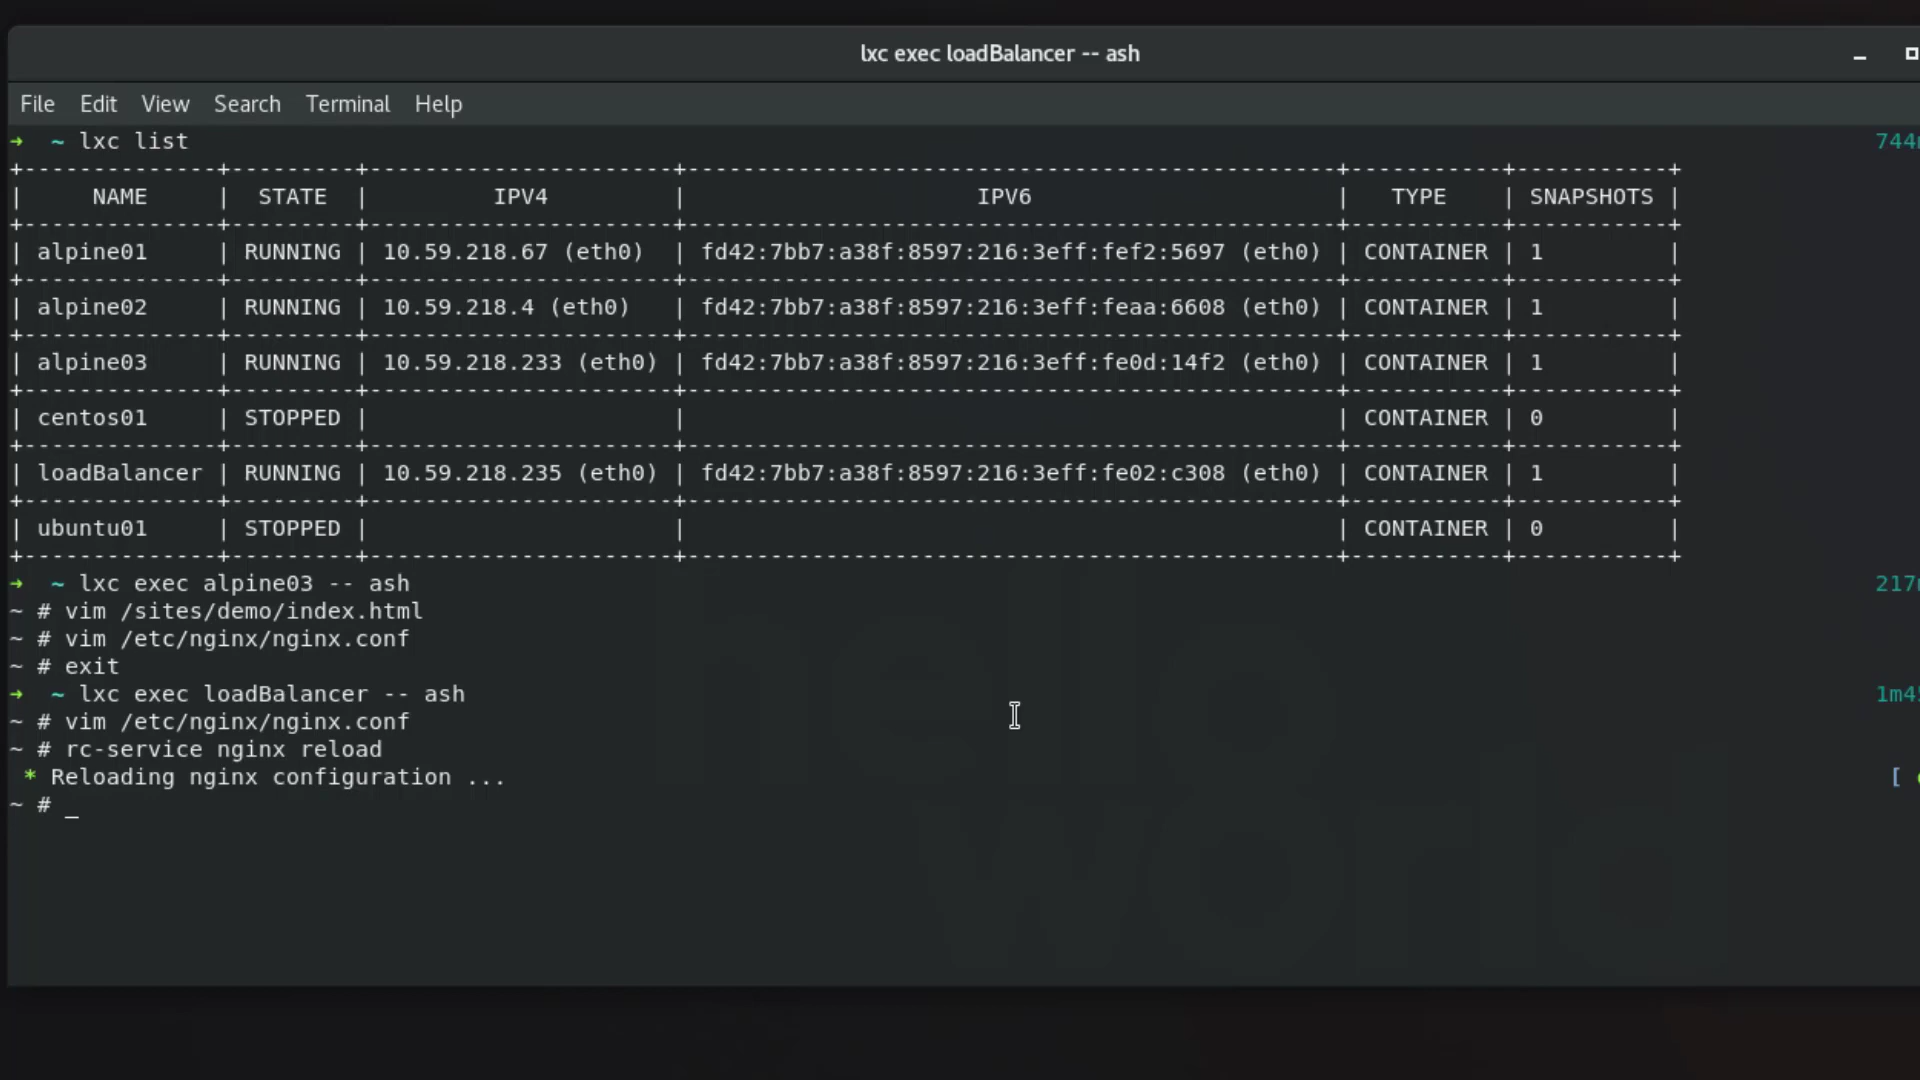 lxc exec loadBalancer -- ash
File Edit View Search Terminal Help
➜ ~ lxc list 744
+--------------+---------+----------------------+-----------------------------------------------+-----------+-----------+
| NAME | STATE | IPV4 | IPV6 | TYPE | SNAPSHOTS |
+--------------+---------+----------------------+-----------------------------------------------+-----------+-----------+
| alpine01 | RUNNING | 10.59.218.67 (eth0) | fd42:7bb7:a38f:8597:216:3eff:fef2:5697 (eth0) | CONTAINER | 1 |
+--------------+---------+----------------------+-----------------------------------------------+-----------+-----------+
| alpine02 | RUNNING | 10.59.218.4 (eth0) | fd42:7bb7:a38f:8597:216:3eff:feaa:6608 (eth0) | CONTAINER | 1 |
+--------------+---------+----------------------+-----------------------------------------------+-----------+-----------+
| alpine03 | RUNNING | 10.59.218.233 (eth0) | fd42:7bb7:a38f:8597:216:3eff:fe0d:14f2 (eth0) | CONTAINER | 1 |
+--------------+---------+----------------------+-----------------------------------------------+-----------+-----------+
| centos01 | STOPPED | | | CONTAINER | 0 |
+--------------+---------+----------------------+-----------------------------------------------+-----------+-----------+
| loadBalancer | RUNNING | 10.59.218.235 (eth0) | fd42:7bb7:a38f:8597:216:3eff:fe02:c308 (eth0) | CONTAINER | 1 |
+--------------+---------+----------------------+-----------------------------------------------+-----------+-----------+
| ubuntu01 | STOPPED | | | CONTAINER | 0 |
+--------------+---------+----------------------+-----------------------------------------------+-----------+-----------+
➜ ~ lxc exec alpine03 -- ash 217
~ # vim /sites/demo/index.html
~ # vim /etc/nginx/nginx.conf
~ # exit
➜ ~ lxc exec loadBalancer -- ash 1m4
~ # vim /etc/nginx/nginx.conf
~ # rc-service nginx reload
* Reloading nginx configuration ... [
~ # _
hello
world